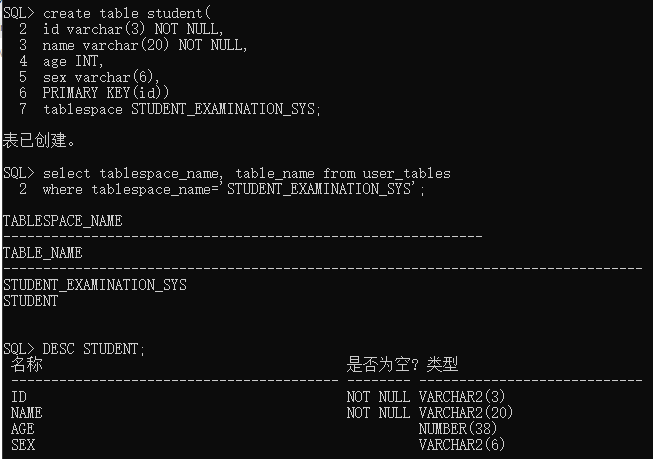 SQL> create table student(
  2  id varchar(3) NOT NULL,
  3  name varchar(20) NOT NULL,
  4  age INT,
  5  sex varchar(6),
  6  PRIMARY KEY(id))
  7  tablespace STUDENT_EXAMINATION_SYS;
表已创建。
SQL> select tablespace_name, table_name from user_tables
  2  where tablespace_name='STUDENT_EXAMINATION_SYS';
TABLESPACE_NAME
------------------------------------------------------------
TABLE_NAME
--------------------------------------------------------------------------------
STUDENT_EXAMINATION_SYS
STUDENT
SQL> DESC STUDENT;
 名称                                      是否为空? 类型
 ----------------------------------------- -------- ----------------------------
 ID                                        NOT NULL VARCHAR2(3)
 NAME                                      NOT NULL VARCHAR2(20)
 AGE                                                NUMBER(38)
 SEX                                                VARCHAR2(6)